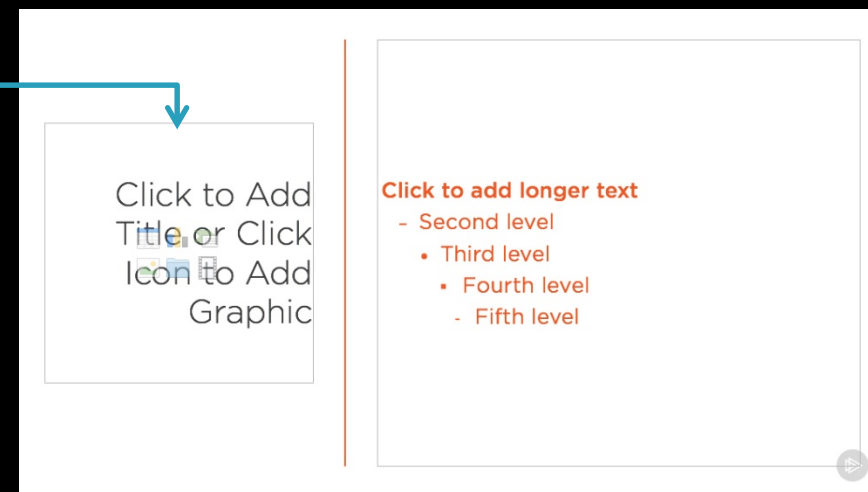 Click to Add
Title or Click
Icon to Add
Graphic
Click to add longer text
– Second level
• Third level
• Fourth level
- Fifth level